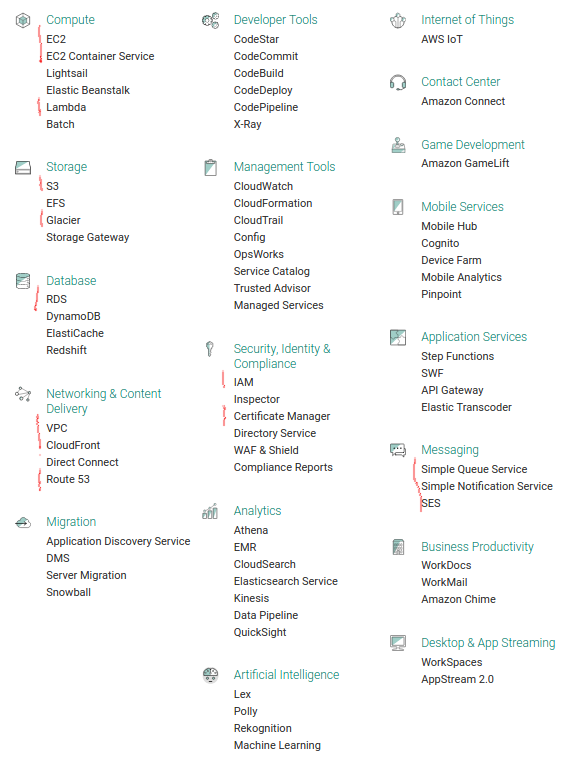 Compute
EC2
EC2 Container Service
Lightsail
Elastic Beanstalk
Lambda
Batch
Storage
S3
EFS
Glacier
Storage Gateway
Database
RDS
DynamoDB
ElastiCache
Redshift
Networking & Content
Delivery
VPC
CloudFront
Direct Connect
Route 53
Migration
Application Discovery Service
DMS
Server Migration
Snowball
Developer Tools
CodeStar
CodeCommit
CodeBuild
CodeDeploy
CodePipeline
X-Ray
Management Tools
CloudWatch
CloudFormation
CloudTrail
Config
OpsWorks
Service Catalog
Trusted Advisor
Managed Services
Security, Identity &
Compliance
IAM
Inspector
Certificate Manager
Directory Service
WAF & Shield
Compliance Reports
Analytics
Athena
EMR
CloudSearch
Elasticsearch Service
Kinesis
Data Pipeline
QuickSight
Artificial Intelligence
Lex
Polly
Rekognition
Machine Learning
Internet of Things
AWS IoT
Contact Center
Amazon Connect
Game Development
Amazon GameLift
Mobile Services
Mobile Hub
Cognito
Device Farm
Mobile Analytics
Pinpoint
Application Services
Step Functions
SWF
API Gateway
Elastic Transcoder
Messaging
Simple Queue Service
Simple Notification Service
SES
Business Productivity
WorkDocs
WorkMail
Amazon Chime
Desktop & App Streaming
WorkSpaces
AppStream 2.0